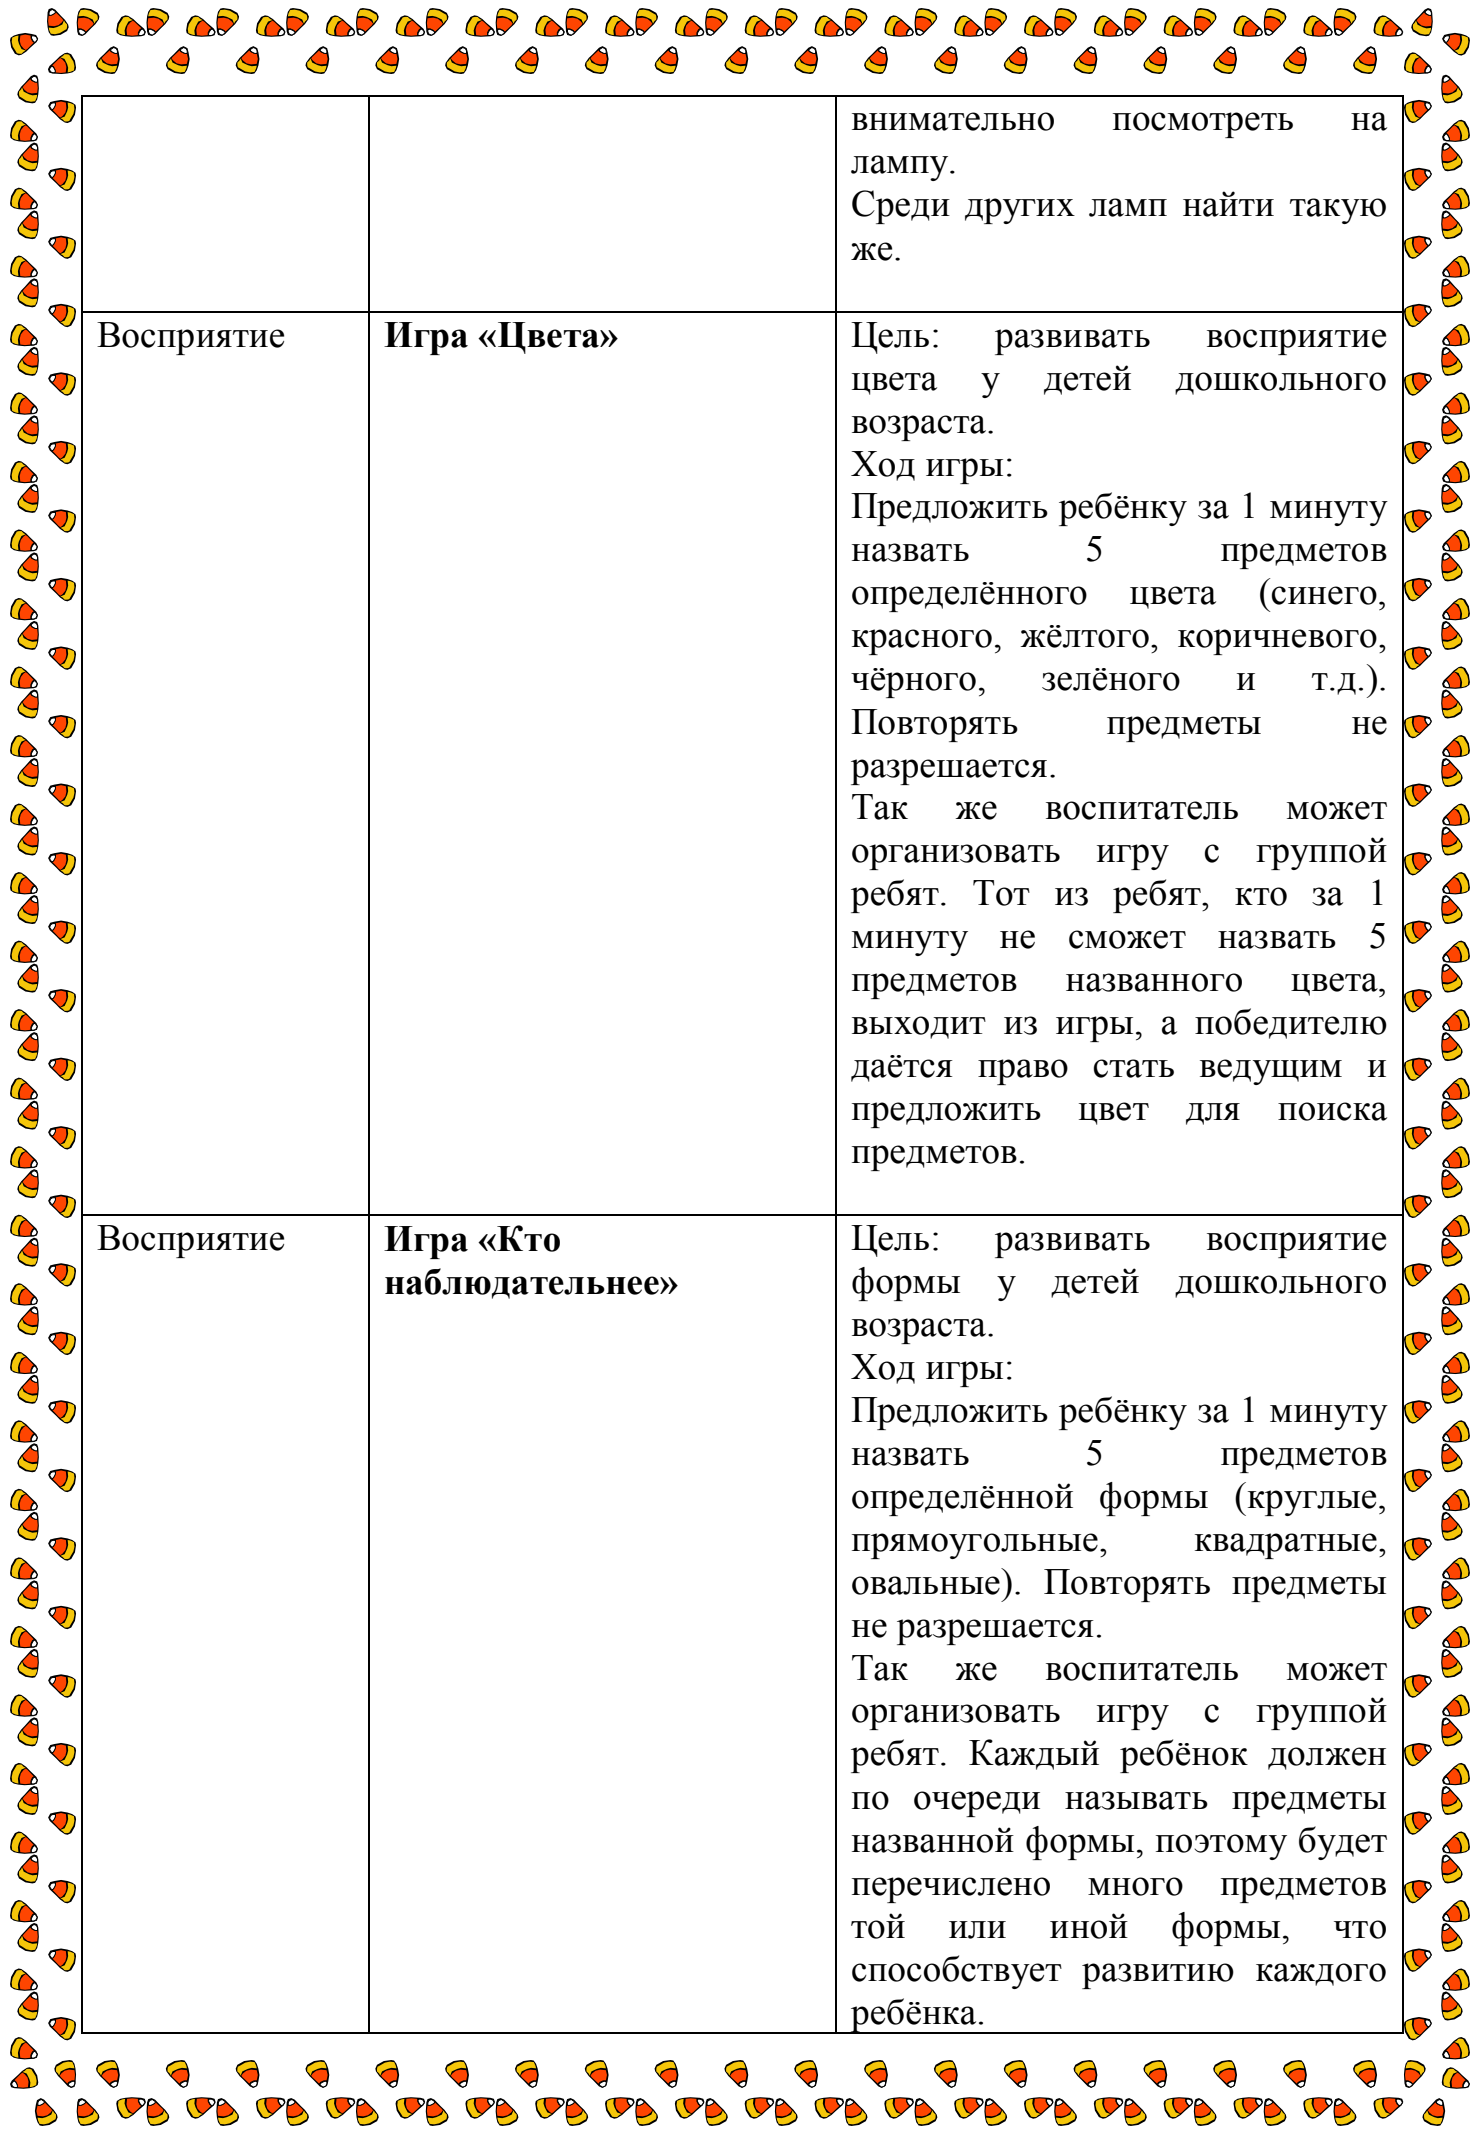 внимательно посмотреть на
лампу.
Среди других ламп найти такую
же.
Восприятие
Игра «Цвета»
Цель: развивать восприятие
цвета у детей дошкольного
возраста.
Ход игры:
Предложить ребёнку за 1 минуту
назвать 5 предметов
определённого цвета (синего,
красного, жёлтого, коричневого,
чёрного, зелёного и т.д.).
Повторять предметы не
разрешается.
Так же воспитатель может
организовать игру с группой
ребят. Тот из ребят, кто за 1
минуту не сможет назвать 5
предметов названного цвета,
выходит из игры, а победителю
даётся право стать ведущим и
предложить цвет для поиска
предметов.
Восприятие
Игра «Кто
наблюдательнее»
Цель: развивать восприятие
формы у детей дошкольного
возраста.
Ход игры:
Предложить ребёнку за 1 минуту
назвать 5 предметов
определённой формы (круглые,
прямоугольные, квадратные,
овальные). Повторять предметы
не разрешается.
Так же воспитатель может
организовать игру с группой
ребят. Каждый ребёнок должен
по очереди называть предметы
названной формы, поэтому будет
перечислено много предметов
той или иной формы, что
способствует развитию каждого
ребёнка.